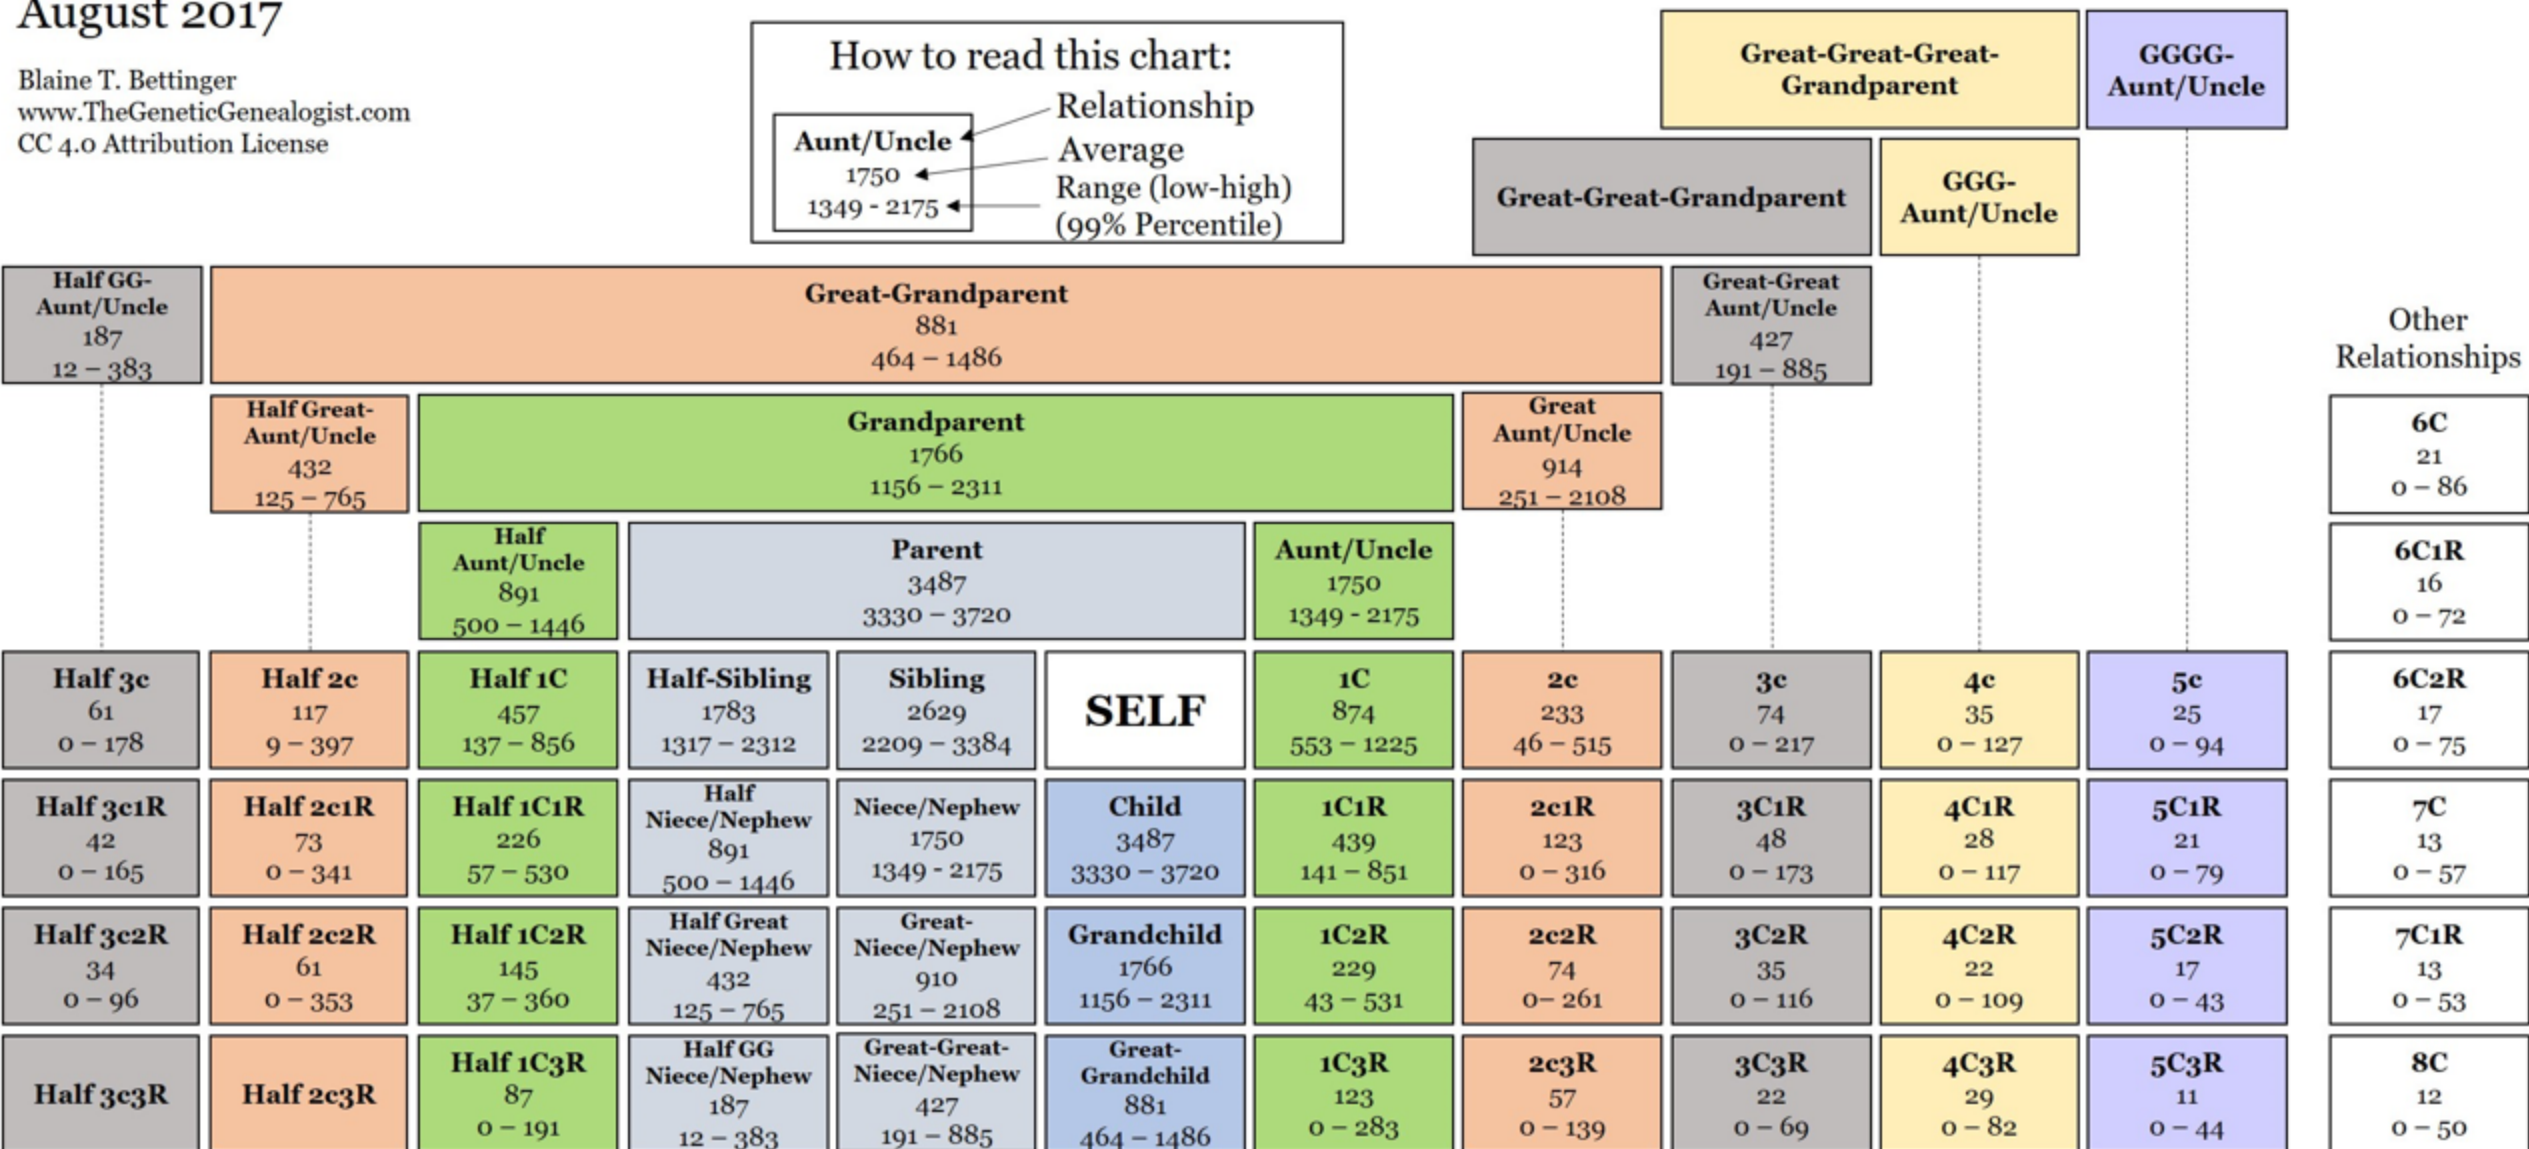 August 2017
Blaine T. Bettinger
www.TheGeneticGenealogist.com
CC 4.0 Attribution License
How to read this chart:
Aunt/Uncle
1750
1349 - 2175
Relationship
Average
Range (low-high)
(99% Percentile)
Great-Great-Great-
Grandparent
GGGG-
Aunt/Uncle
Great-Great-Grandparent
GGG-
Aunt/Uncle
Half GG-
Aunt/Uncle
187
12 – 383
Great-Grandparent
881
464 – 1486
Great-Great
Aunt/Uncle
427
191 – 885
Other
Relationships
Half Great-
Aunt/Uncle
432
125 – 765
Grandparent
1766
1156 – 2311
Great
Aunt/Uncle
914
251 – 2108
6C
21
0 – 86
Half
Aunt/Uncle
891
500 – 1446
Parent
3487
3330 – 3720
Aunt/Uncle
1750
1349 - 2175
6C1R
16
0 – 72
Half 3c
61
0 – 178
Half 2c
117
9 – 397
Half 1C
457
137 – 856
Half-Sibling
1783
1317 – 2312
Sibling
2629
2209 – 3384
SELF
1C
874
553 – 1225
2c
233
46 – 515
3c
74
0 – 217
4c
35
0 – 127
5c
25
0 – 94
6C2R
17
0 – 75
Half 3c1R
42
0 – 165
Half 2c1R
73
0 – 341
Half 1C1R
226
57 – 530
Half
Niece/Nephew
891
500 – 1446
Niece/Nephew
1750
1349 - 2175
Child
3487
3330 – 3720
1C1R
439
141 – 851
2c1R
123
0 – 316
3C1R
48
0 – 173
4C1R
28
0 – 117
5C1R
21
0 – 79
7C
13
0 – 57
Half 3c2R
34
0 – 96
Half 2c2R
61
0 – 353
Half 1C2R
145
37 – 360
Half Great
Niece/Nephew
432
125 – 765
Great-
Niece/Nephew
910
251 – 2108
Grandchild
1766
1156 – 2311
1C2R
229
43 – 531
2c2R
74
0– 261
3C2R
35
0 – 116
4C2R
22
0 – 109
5C2R
17
0 – 43
7C1R
13
0 – 53
Half 3c3R
Half 2c3R
Half 1C3R
87
0 – 191
Half GG
Niece/Nephew
187
12 – 383
Great-Great-
Niece/Nephew
427
191 – 885
Great-
Grandchild
881
464 – 1486
1C3R
123
0 – 283
2c3R
57
0 – 139
3C3R
22
0 – 69
4C3R
29
0 – 82
5C3R
11
0 – 44
8C
12
0 – 50